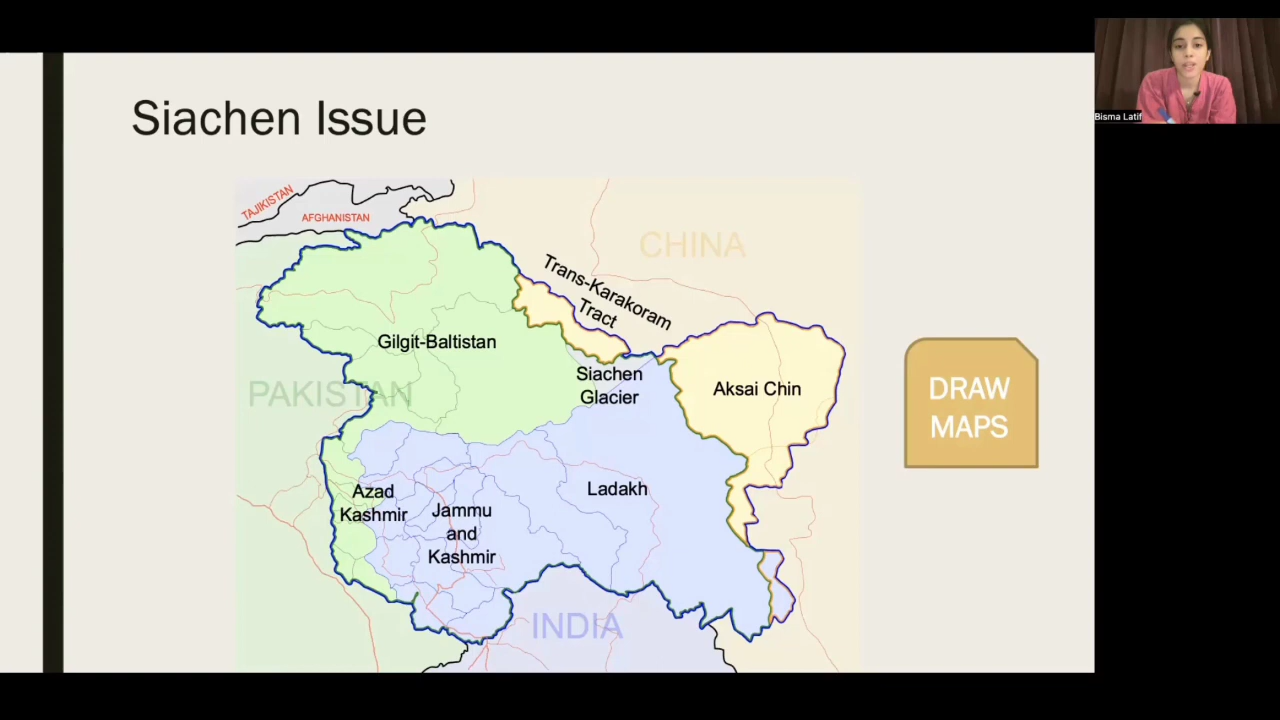 Siachen Issue
TAJIKISTAN
AFGHANISTAN
CHINA
Trans-Karakoram
Tract
Gilgit-Baltistan
Siachen
Glacier
Aksai Chin
PAKISTAN
Azad
Kashmir
Jammu
and
Kashmir
Ladakh
INDIA
DRAW
MAPS
Bisma Latif